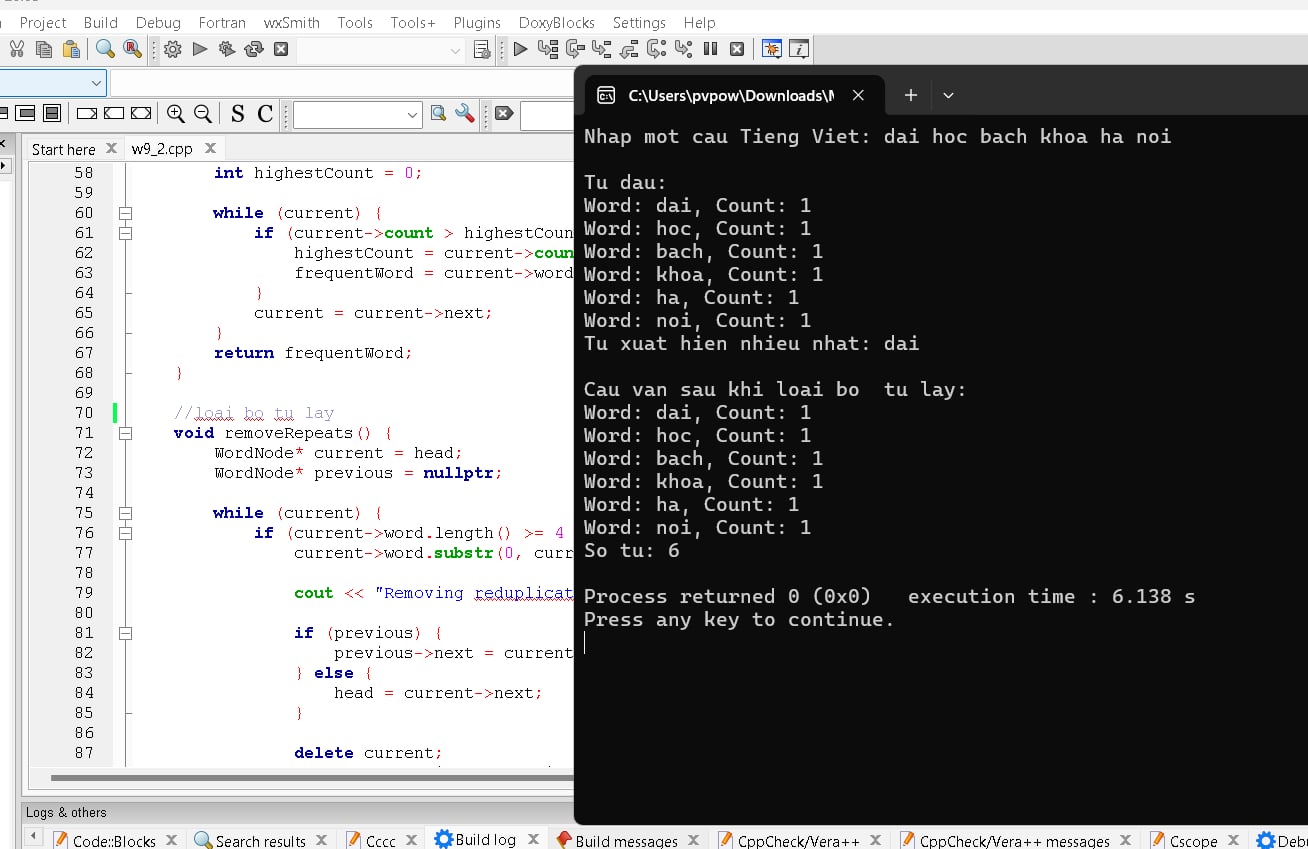 Project Build Debug Fortran wxSmith Tools Tools+ Plugins DoxyBlocks Settings Help
S C
Start here
w9_2.cpp
58 int highestCount = 0;
59
60 while (current) {
61 if (current->count > highestCoun
62 highestCount = current->coun
63 frequentWord = current->word
64 }
65 current = current->next;
66 }
67 return frequentWord;
68 }
69
70 //loai bo tu lay
71 void removeRepeats() {
72 WordNode* current = head;
73 WordNode* previous = nullptr;
74
75 while (current) {
76 if (current->word.length() >= 4
77 current->word.substr(0, curr
78
79 cout << "Removing reduplicat
80
81 if (previous) {
82 previous->next = current
83 } else {
84 head = current->next;
85 }
86
87 delete current;
C:\Users\pvpow\Downloads\
Nhap mot cau Tieng Viet: dai hoc bach khoa ha noi
Tu dau:
Word: dai, Count: 1
Word: hoc, Count: 1
Word: bach, Count: 1
Word: khoa, Count: 1
Word: ha, Count: 1
Word: noi, Count: 1
Tu xuat hien nhieu nhat: dai
Cau van sau khi loai bo  tu lay:
Word: dai, Count: 1
Word: hoc, Count: 1
Word: bach, Count: 1
Word: khoa, Count: 1
Word: ha, Count: 1
Word: noi, Count: 1
So tu: 6
Process returned 0 (0x0)   execution time : 6.138 s
Press any key to continue.
Logs & others
Code::Blocks Search results Cccc Build log Build messages CppCheck/Vera++ CppCheck/Vera++ messages Cscope Deb